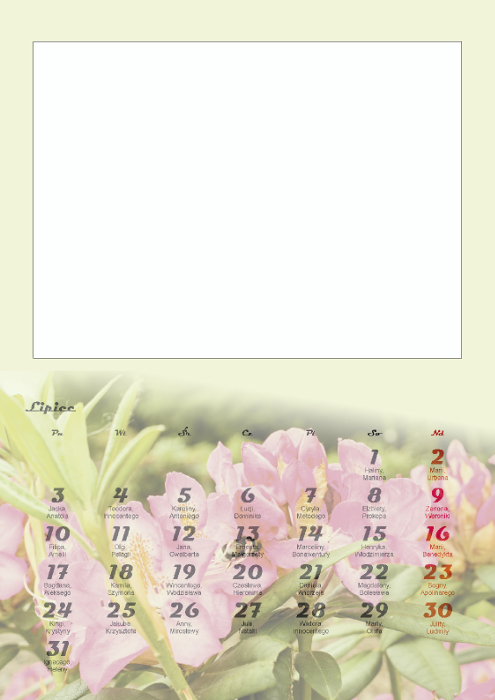 Lipiec
Pn Wt Śr Cz Pi So Nd
1 2
Haliny, Mariana Marii, Urbana
3 4 5 6 7 8 9
Jacka, Anatola Teodora, Innocentego Karoliny, Antoniego Łucji, Dominika Cyryla, Metodego Elżbiety, Prokopa Zenona, Weroniki
10 11 12 13 14 15 16
Filipa, Anieli Olgi, Pelagii Jana, Gwalberta Marceliny, Bonawentury Henryka, Włodzimierza Marii, Benedykta
17 18 19 20 21 22 23
Bogdana, Aleksego Kamila, Szymona Wincentego, Wodzisława Czesława, Hieronima Daniela, Magdaleny, Bolesława Bogny, Apolinarego
24 25 26 27 28 29 30
Kingi, Krystyny Jakuba, Krzysztofa Anny, Mirosławy Julii, Natalii Wiktora, Innocentego Marty, Olafa Julity, Ludmiły
31
Ignacego, Heleny